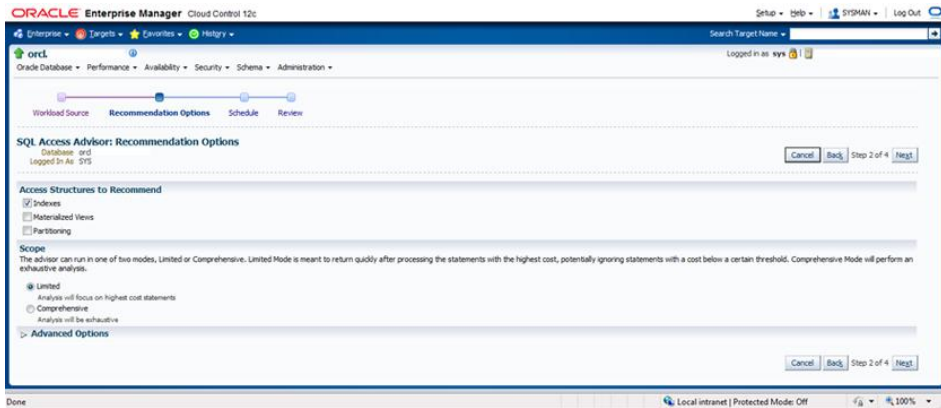 ORACLE Enterprise Manager Cloud Control 12c
Setup Help SYSMAN Log Out
Enterprise Targets Favorites History
Search Target Name
orcl.
Logged in as sys
Oracle Database Performance Availability Security Schema Administration
Workload Source Recommendation Options Schedule Review
SQL Access Advisor: Recommendation Options
Database orcl
Logged In As SYS
Cancel Back Step 2 of 4 Next
Access Structures to Recommend
Indexes
Materialized Views
Partitioning
Scope
The advisor can run in one of two modes, Limited or Comprehensive. Limited Mode is meant to return quickly after processing the statements with the highest cost, potentially ignoring statements with a cost below a certain threshold. Comprehensive Mode will perform an
exhaustive analysis.
Limited
Analysis will focus on highest cost statements
Comprehensive
Analysis will be exhaustive
Advanced Options
Cancel Back Step 2 of 4 Next
Done
Local intranet | Protected Mode: Off
100%